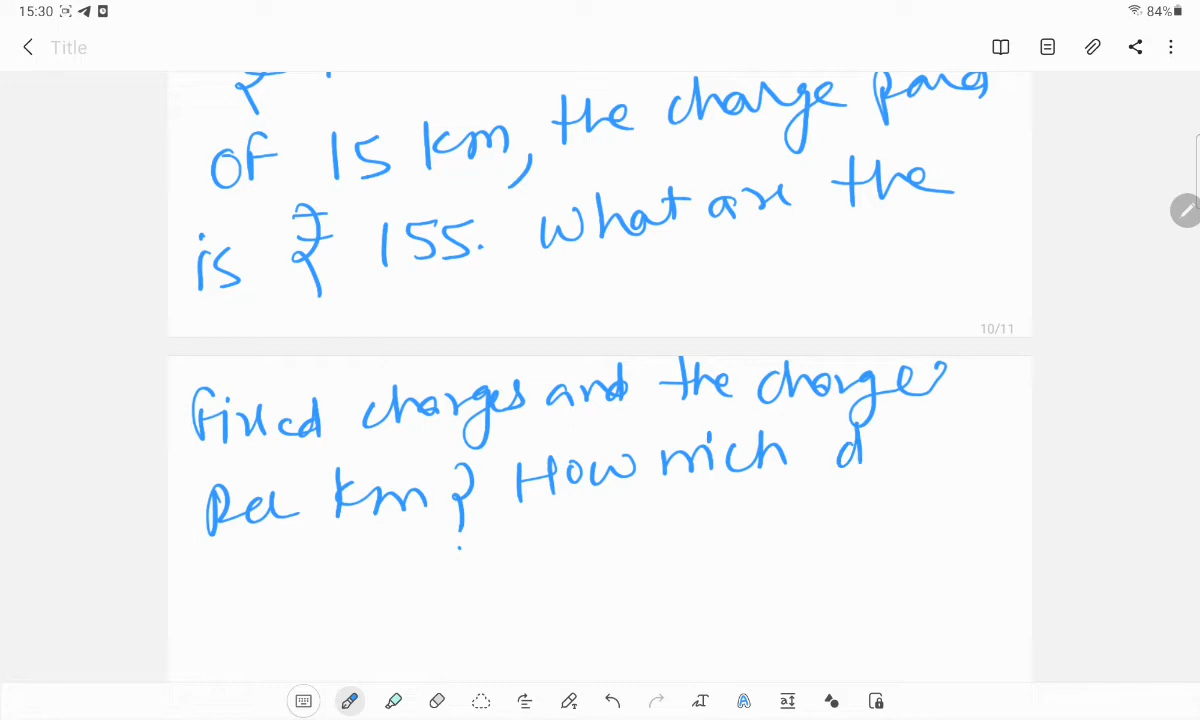 15:30 84%
Title
₹
of 15 km, the charge paid
is ₹ 155. What are the
10/11
fixed charges and the charge
per km? How mich d